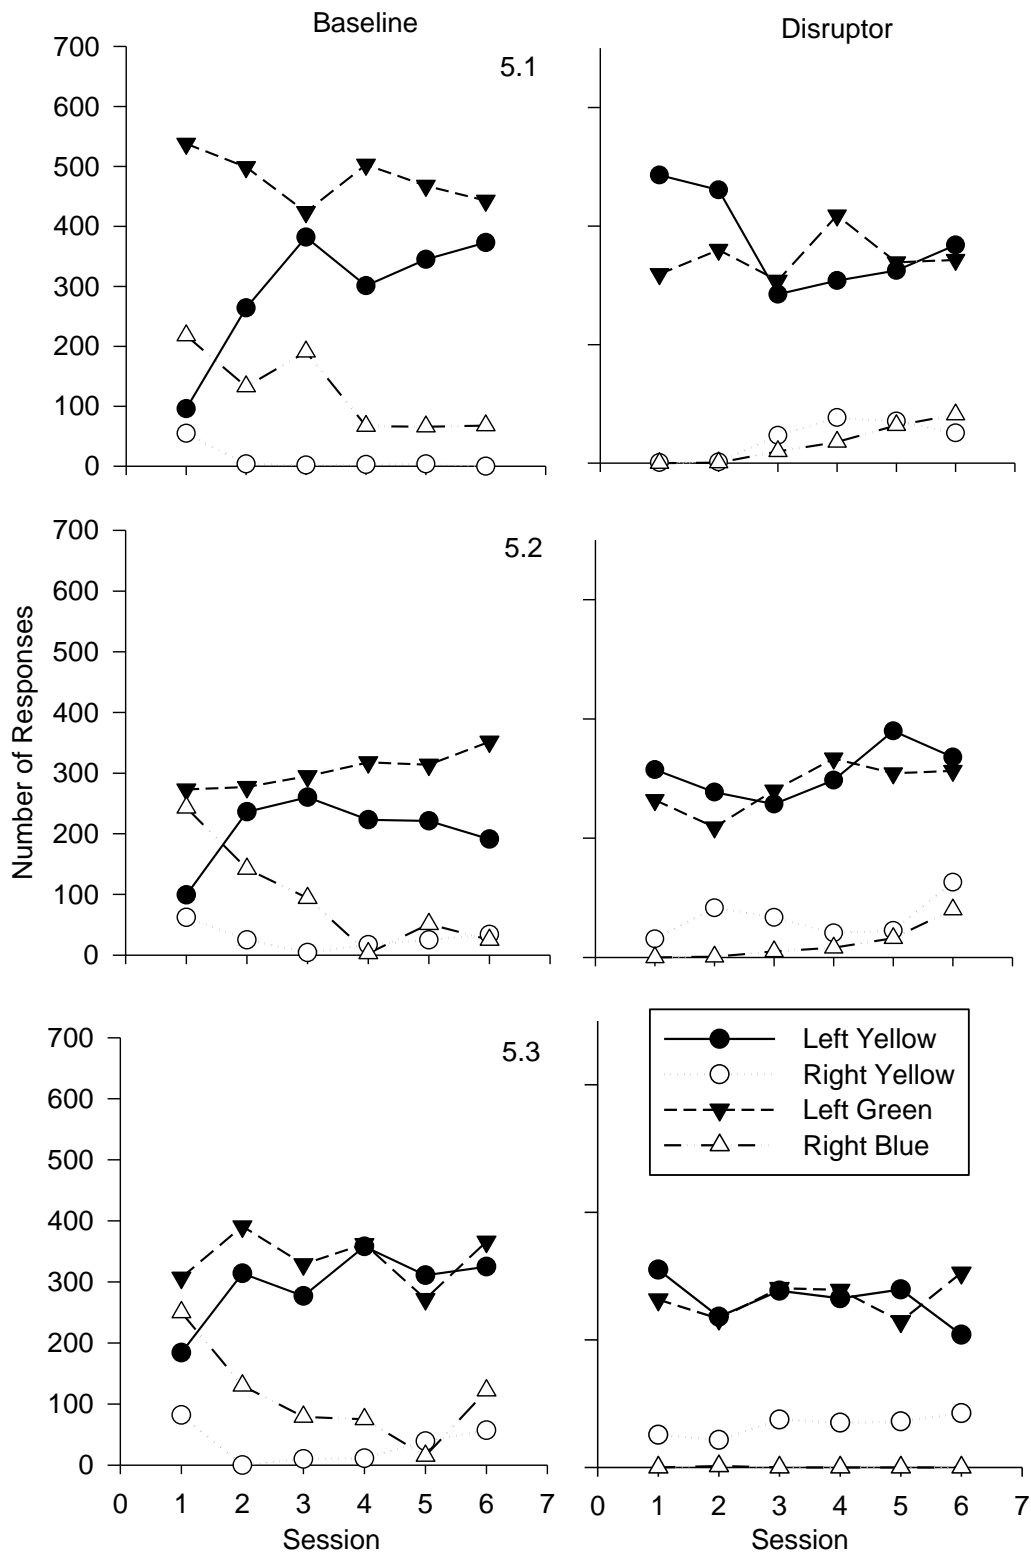 Baseline
Disruptor
700
600
500
400
300
200
100
0
5.1
Number of Responses
700
600
500
400
300
200
100
0
5.2
700
600
500
400
300
200
100
0
5.3
Left Yellow
Right Yellow
Left Green
Right Blue
0 1 2 3 4 5 6 7
0 1 2 3 4 5 6 7
Session
Session